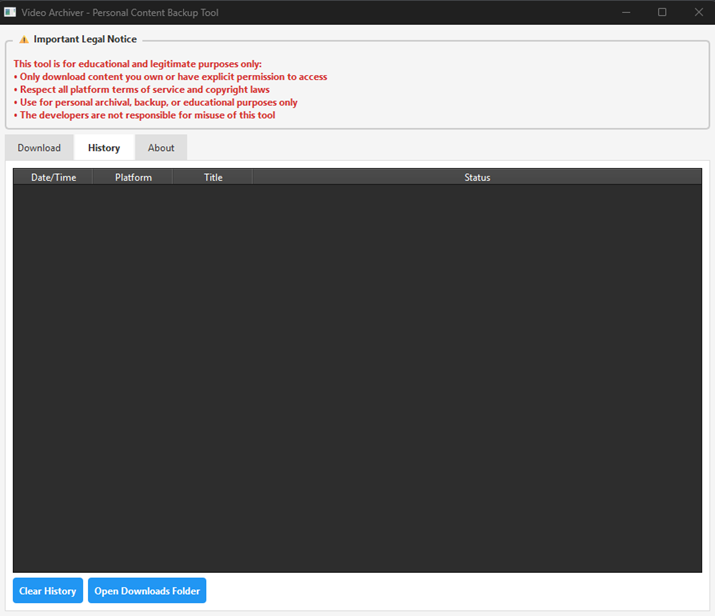 Video Archiver - Personal Content Backup Tool
Important Legal Notice
This tool is for educational and legitimate purposes only:
• Only download content you own or have explicit permission to access
• Respect all platform terms of service and copyright laws
• Use for personal archival, backup, or educational purposes only
• The developers are not responsible for misuse of this tool
Download History About
Date/Time Platform Title Status
Clear History Open Downloads Folder